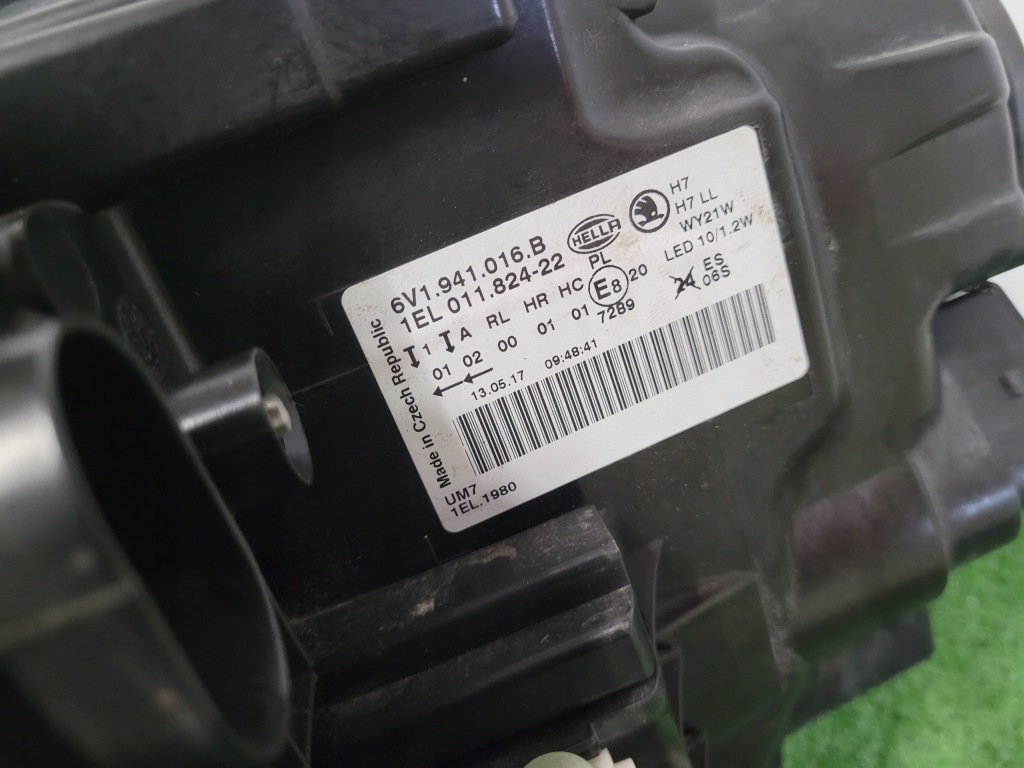 6V1.941.016.B
1EL 011.824-22
HELLA
H7
H7 LL
WY21W
LED 10/1.2W
1 A RL HR HC PL
01 02 00 01 01 E8 20
7289
ES
06S
13.05.17 09:48:41
Made in Czech Republic
UM7
1EL.1980